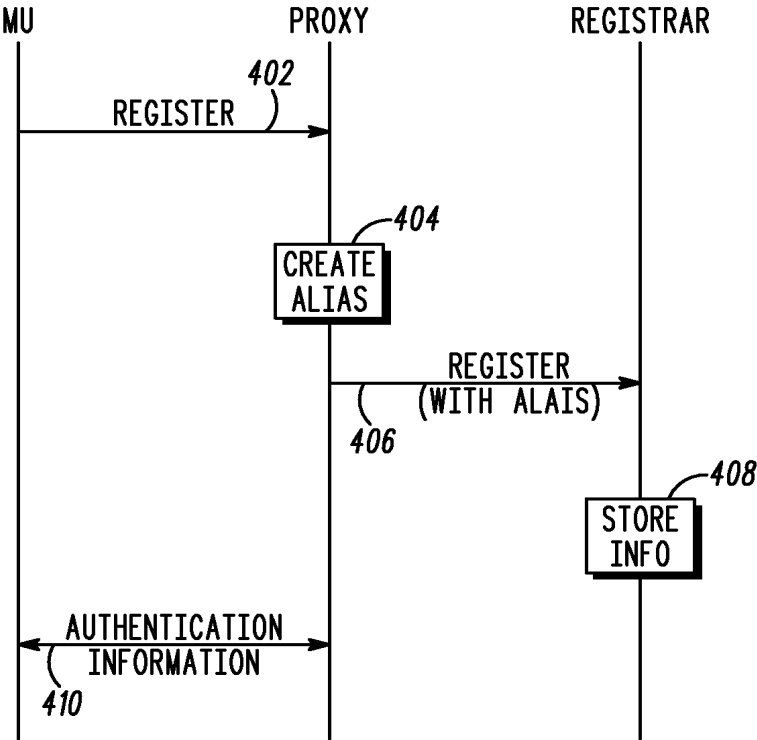 MU PROXY REGISTRAR
402
REGISTER
404
CREATE
ALIAS
REGISTER
(WITH ALAIS)
406
408
STORE
INFO
AUTHENTICATION
INFORMATION
410